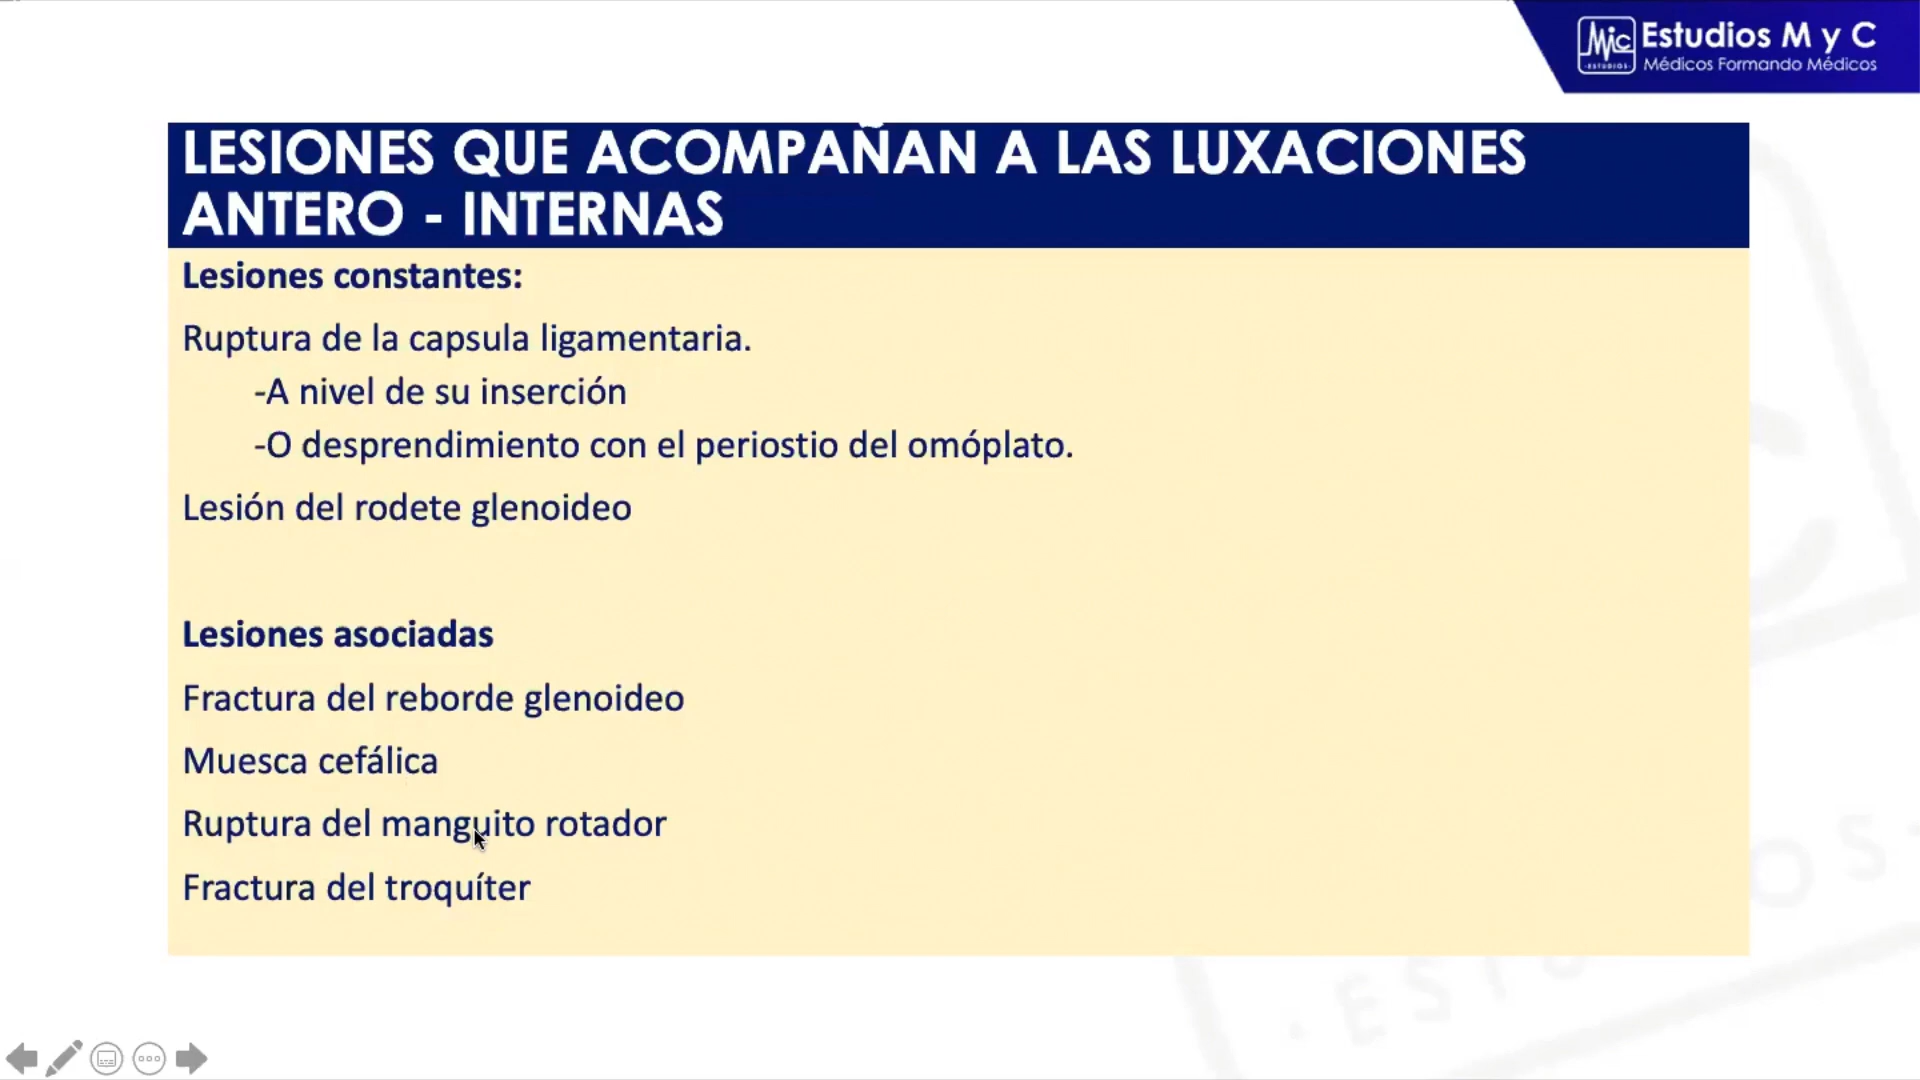 Estudios M y C
Médicos Formando Médicos
LESIONES QUE ACOMPAÑAN A LAS LUXACIONES
ANTERO - INTERNAS
Lesiones constantes:
Ruptura de la capsula ligamentaria.
-A nivel de su inserción
-O desprendimiento con el periostio del omóplato.
Lesión del rodete glenoideo
Lesiones asociadas
Fractura del reborde glenoideo
Muesca cefálica
Ruptura del manguito rotador
Fractura del troquíter